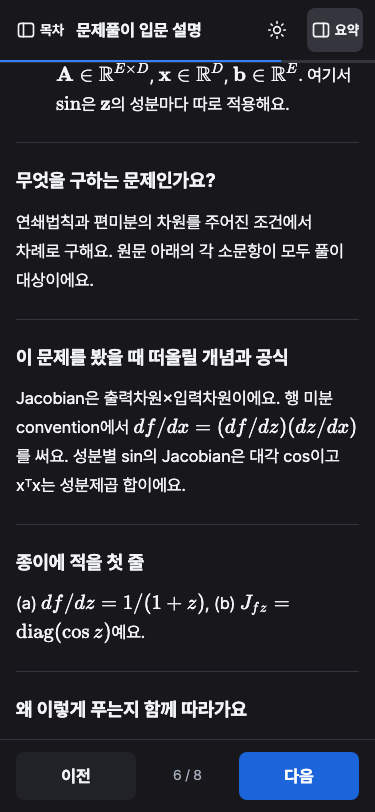 목차 문제풀이 입문 설명 요약
A ∈ ℝ^{E×D}, x ∈ ℝ^D, b ∈ ℝ^E. 여기서
sin은 z의 성분마다 따로 적용해요.
무엇을 구하는 문제인가요?
연쇄법칙과 편미분의 차원을 주어진 조건에서
차례로 구해요. 원문 아래의 각 소문항이 모두 풀이
대상이에요.
이 문제를 봤을 때 떠올릴 개념과 공식
Jacobian은 출력차원×입력차원이에요. 행 미분
convention에서 df/dx = (df/dz)(dz/dx)
를 써요. 성분별 sin의 Jacobian은 대각 cos이고
xᵀx는 성분제곱 합이에요.
종이에 적을 첫 줄
(a) df/dz = 1/(1 + z), (b) J_{fz} =
diag(cos z)예요.
왜 이렇게 푸는지 함께 따라가요
이전 6 / 8 다음